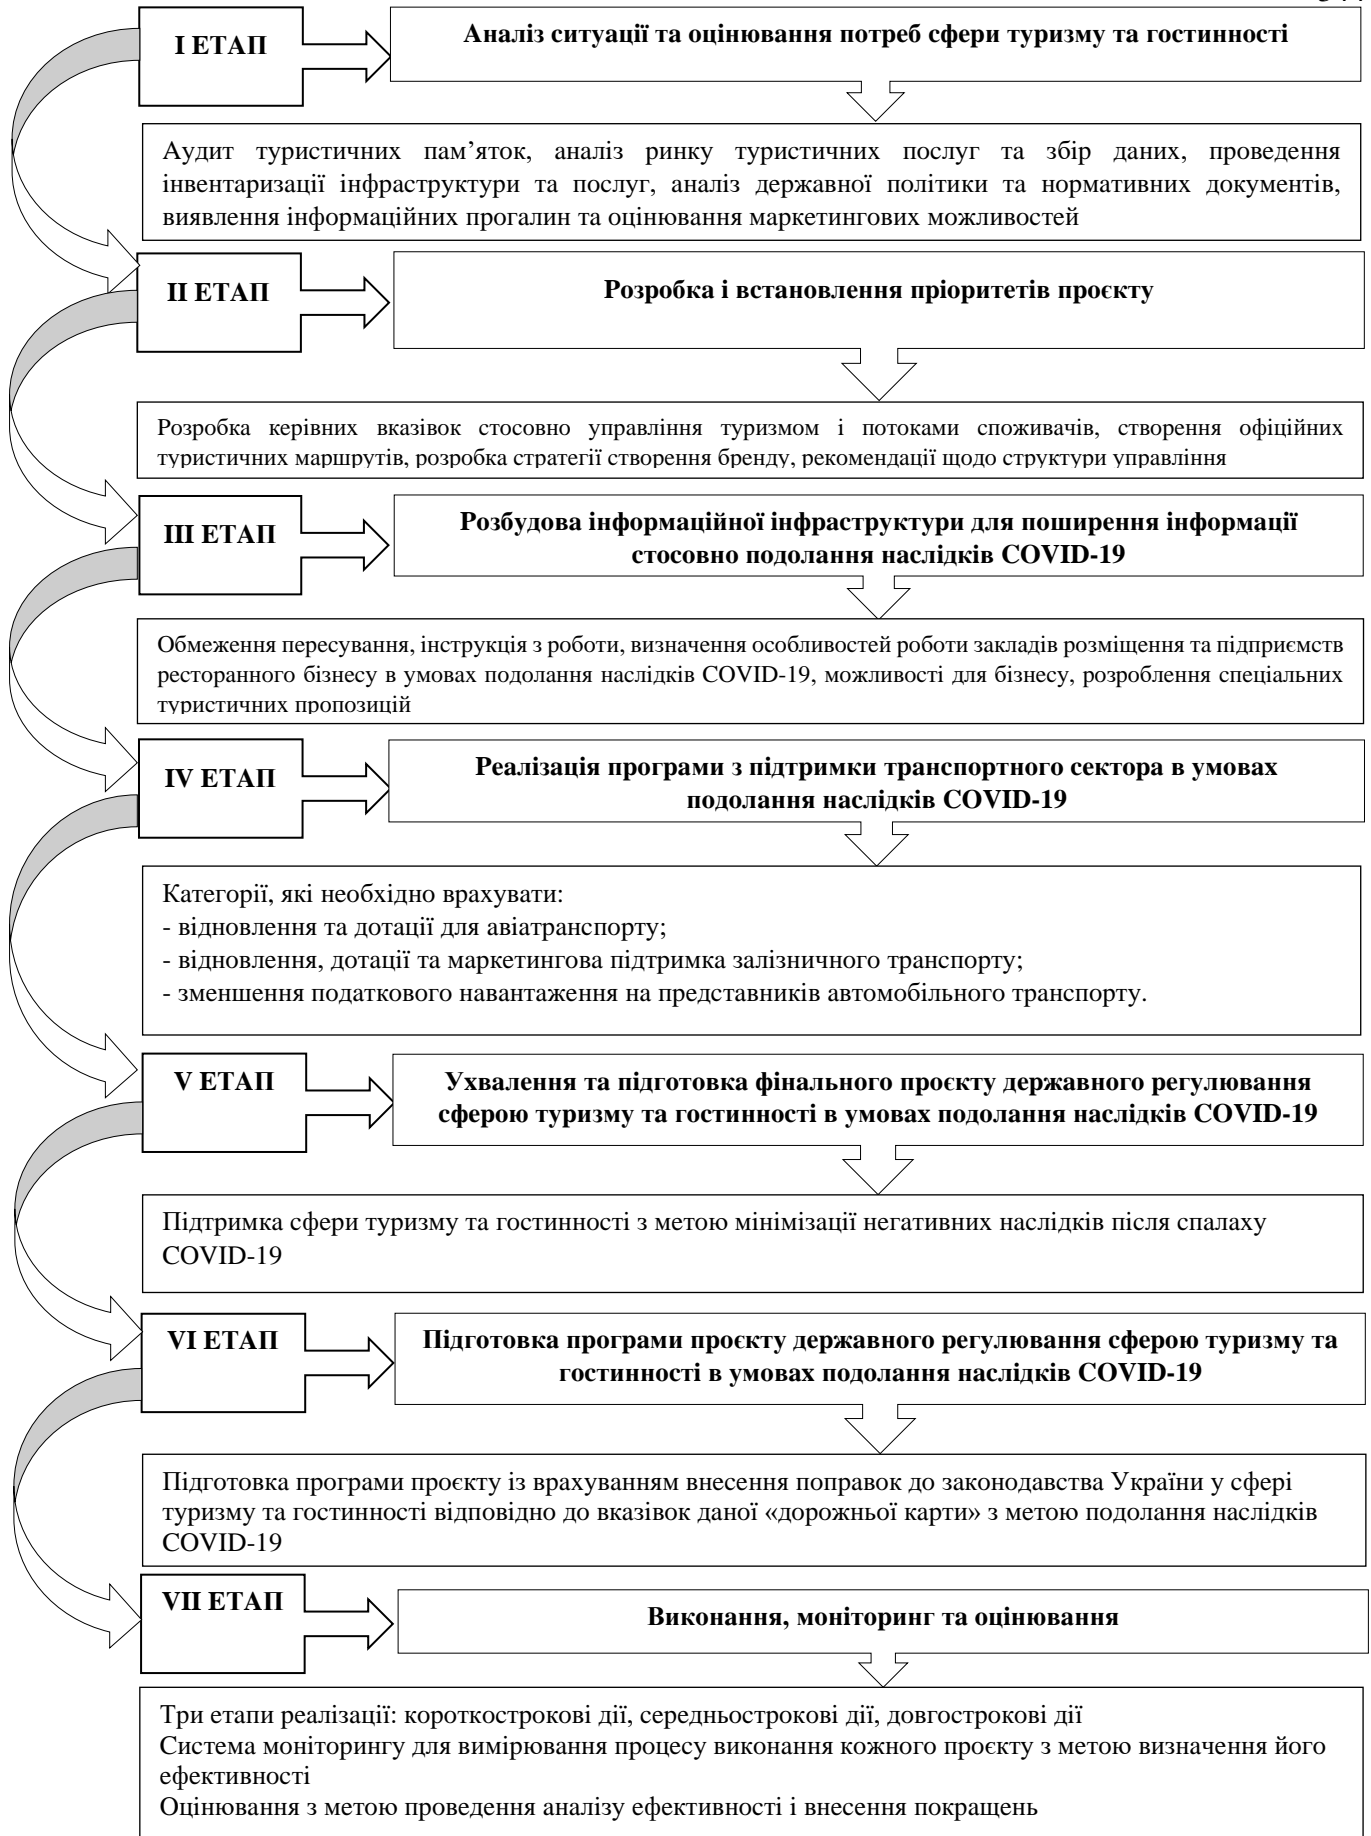 І ЕТАП
Аналіз ситуації та оцінювання потреб сфери туризму та гостинності
Аудит туристичних пам’яток, аналіз ринку туристичних послуг та збір даних, проведення
інвентаризації інфраструктури та послуг, аналіз державної політики та нормативних документів,
виявлення інформаційних прогалин та оцінювання маркетингових можливостей
ІІ ЕТАП
Розробка і встановлення пріоритетів проєкту
Розробка керівних вказівок стосовно управління туризмом і потоками споживачів, створення офіційних
туристичних маршрутів, розробка стратегії створення бренду, рекомендації щодо структури управління
ІІІ ЕТАП
Розбудова інформаційної інфраструктури для поширення інформації
стосовно подолання наслідків COVID-19
Обмеження пересування, інструкція з роботи, визначення особливостей роботи закладів розміщення та підприємств
ресторанного бізнесу в умовах подолання наслідків COVID-19, можливості для бізнесу, розроблення спеціальних
туристичних пропозицій
IV ЕТАП
Реалізація програми з підтримки транспортного сектора в умовах
подолання наслідків COVID-19
Категорії, які необхідно врахувати:
- відновлення та дотації для авіатранспорту;
- відновлення, дотації та маркетингова підтримка залізничного транспорту;
- зменшення податкового навантаження на представників автомобільного транспорту.
V ЕТАП
Ухвалення та підготовка фінального проєкту державного регулювання
сферою туризму та гостинності в умовах подолання наслідків COVID-19
Підтримка сфери туризму та гостинності з метою мінімізації негативних наслідків після спалаху
COVID-19
VI ЕТАП
Підготовка програми проєкту державного регулювання сферою туризму та
гостинності в умовах подолання наслідків COVID-19
Підготовка програми проєкту із врахуванням внесення поправок до законодавства України у сфері
туризму та гостинності відповідно до вказівок даної «дорожньої карти» з метою подолання наслідків
COVID-19
VII ЕТАП
Виконання, моніторинг та оцінювання
Три етапи реалізації: короткострокові дії, середньострокові дії, довгострокові дії
Система моніторингу для вимірювання процесу виконання кожного проєкту з метою визначення його
ефективності
Оцінювання з метою проведення аналізу ефективності і внесення покращень